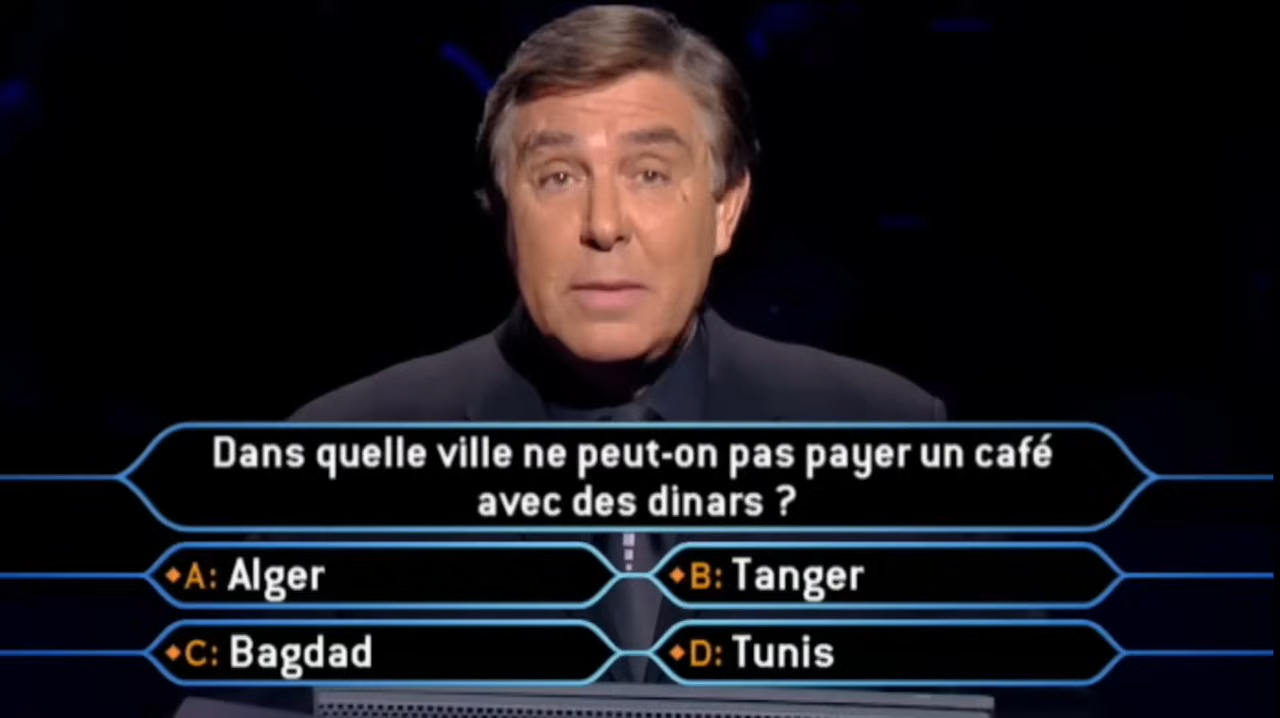 Dans quelle ville ne peut-on pas payer un café
avec des dinars ?
A: Alger
B: Tanger
C: Bagdad
D: Tunis